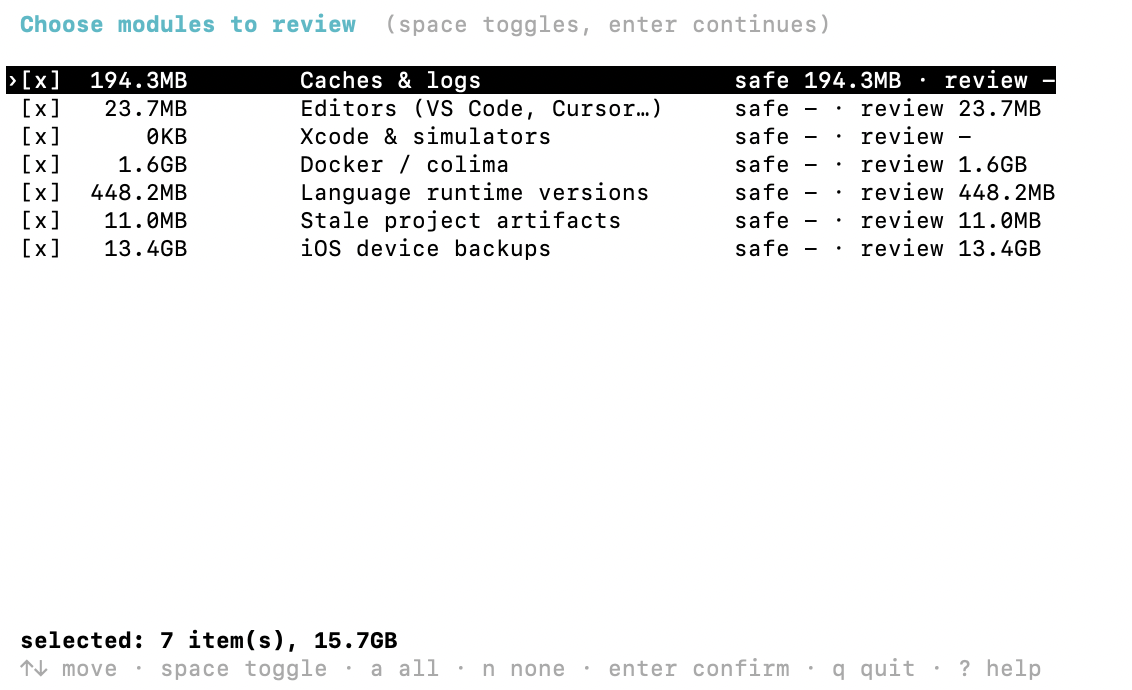 Choose modules to review (space toggles, enter continues)
›[x] 194.3MB Caches & logs safe 194.3MB · review –
[x] 23.7MB Editors (VS Code, Cursor…) safe – · review 23.7MB
[x] 0KB Xcode & simulators safe – · review –
[x] 1.6GB Docker / colima safe – · review 1.6GB
[x] 448.2MB Language runtime versions safe – · review 448.2MB
[x] 11.0MB Stale project artifacts safe – · review 11.0MB
[x] 13.4GB iOS device backups safe – · review 13.4GB
selected: 7 item(s), 15.7GB
↑↓ move · space toggle · a all · n none · enter confirm · q quit · ? help